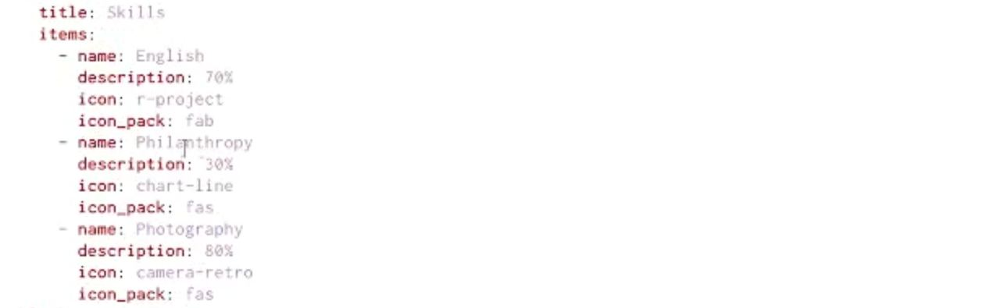 title: Skills
items:
- name: English
description: 70%
icon: r-project
icon_pack: fab
- name: Philanthropy
description: 30%
icon: chart-line
icon_pack: fas
- name: Photography
description: 80%
icon: camera-retro
icon_pack: fas